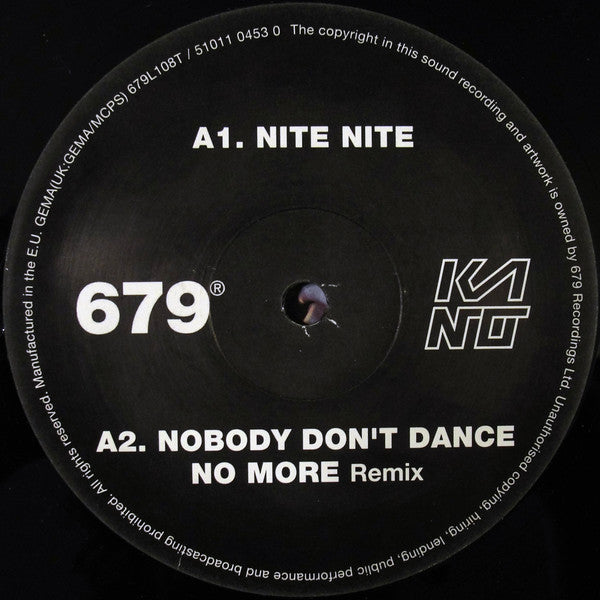 A1. NITE NITE
679®
KA
NO
A2. NOBODY DON'T DANCE
NO MORE Remix
The copyright in this sound recording and artwork is owned by 679 Recordings Ltd. Unauthorised copying, hiring, lending, public performance and broadcasting prohibited. All rights reserved. Manufactured in the E.U. GEMA(UK:GEMA/MCPS) 679L108T / 51011 0453 0